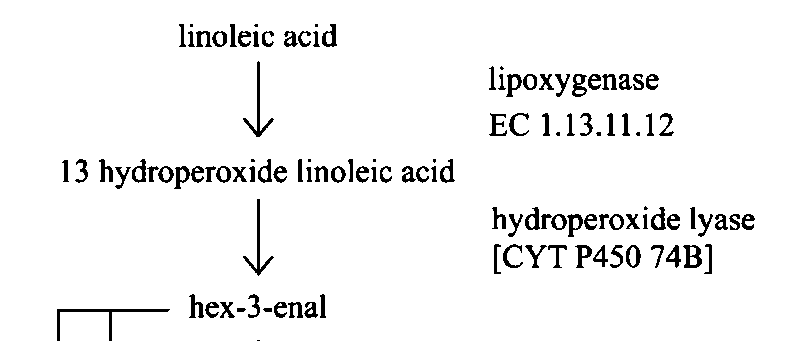 linoleic acid
lipoxygenase
EC 1.13.11.12
13 hydroperoxide linoleic acid
hydroperoxide lyase
[CYT P450 74B]
hex-3-enal